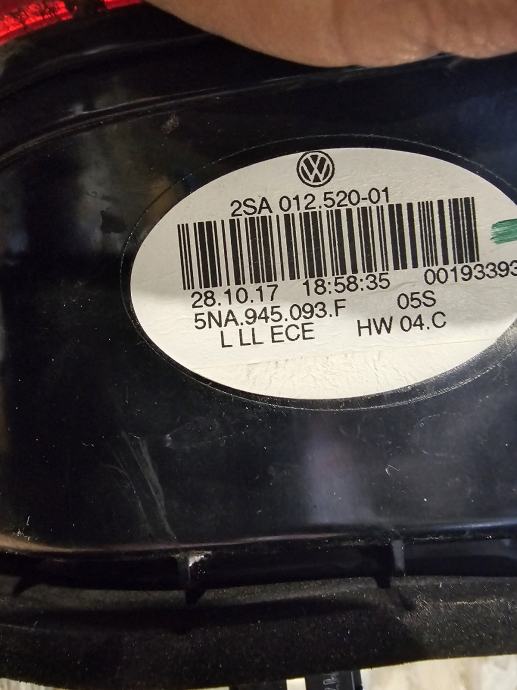 2SA 012.520-01
28.10.17 18:58:35 00193393
5NA.945.093.F 05S
L LL ECE HW 04.C